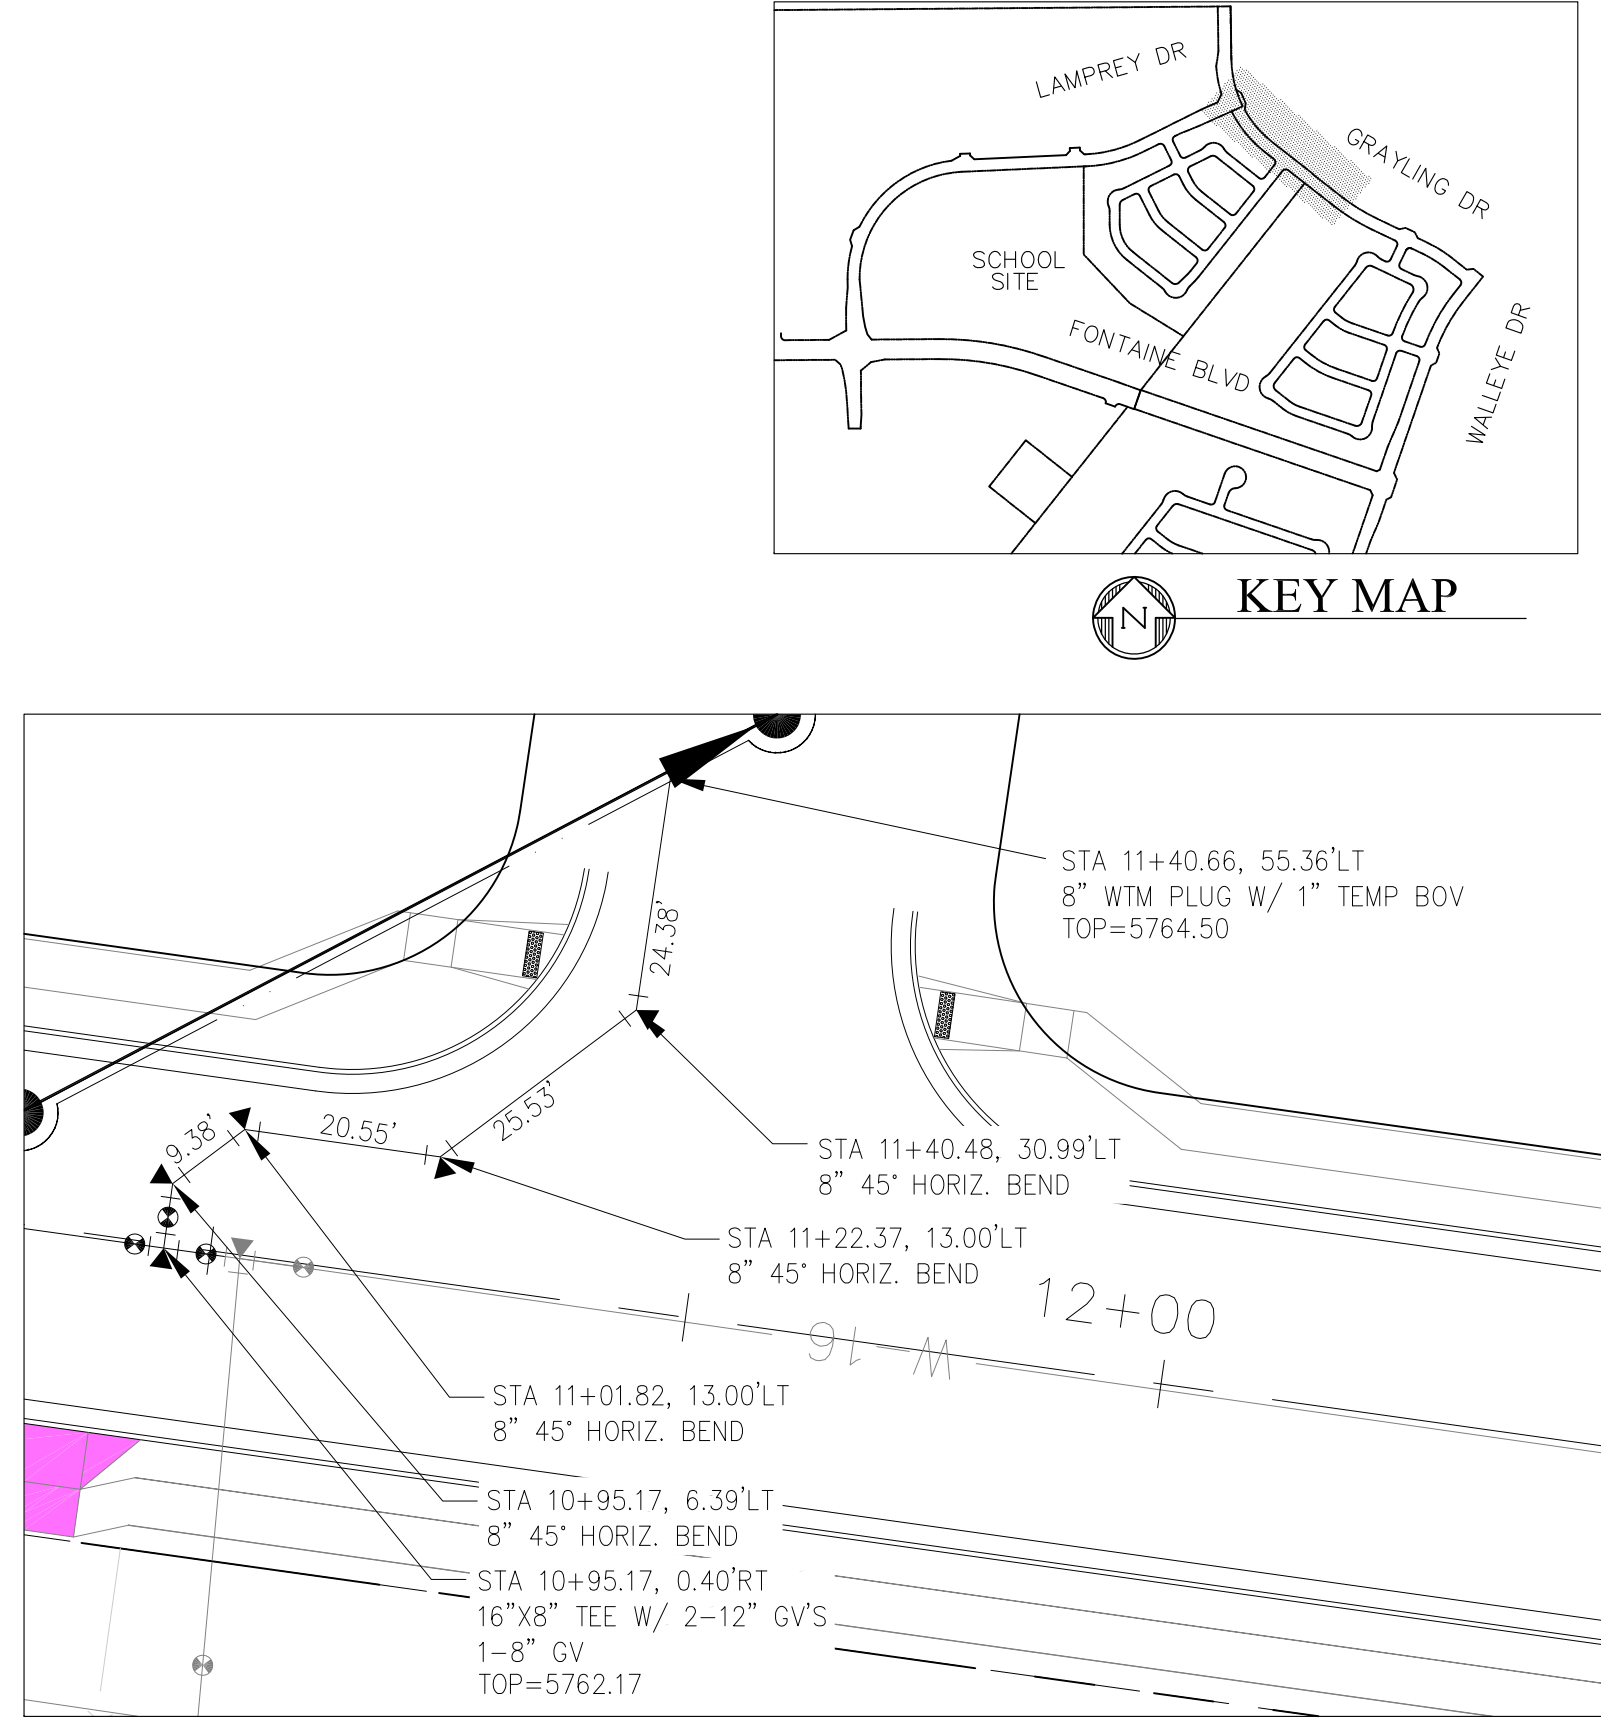 LAMPREY DR
GRAYLING DR
SCHOOL
SITE
FONTAINE BLVD
WALLEYE DR
N
KEY MAP
STA 11+40.66, 55.36'LT
8" WTM PLUG W/ 1" TEMP BOV
TOP=5764.50
24.38'
25.53'
20.55'
9.38'
STA 11+40.48, 30.99'LT
8" 45° HORIZ. BEND
STA 11+22.37, 13.00'LT
8" 45° HORIZ. BEND
12+00
W-16
STA 11+01.82, 13.00'LT
8" 45° HORIZ. BEND
STA 10+95.17, 6.39'LT
8" 45° HORIZ. BEND
STA 10+95.17, 0.40'RT
16"X8" TEE W/ 2-12" GV'S
1-8" GV
TOP=5762.17